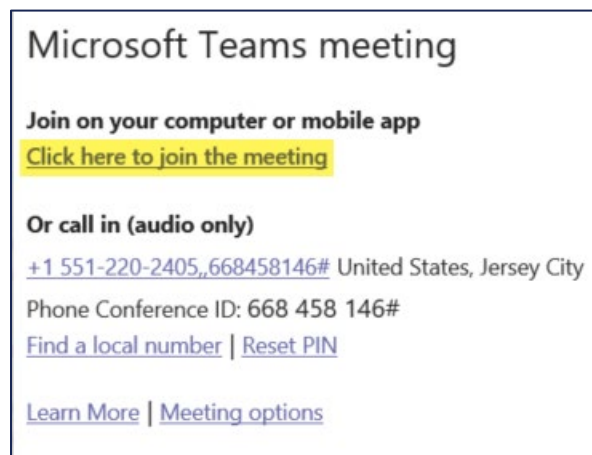 Microsoft Teams meeting
Join on your computer or mobile app
Click here to join the meeting
Or call in (audio only)
+1 551-220-2405,,668458146# United States, Jersey City
Phone Conference ID: 668 458 146#
Find a local number | Reset PIN
Learn More | Meeting options